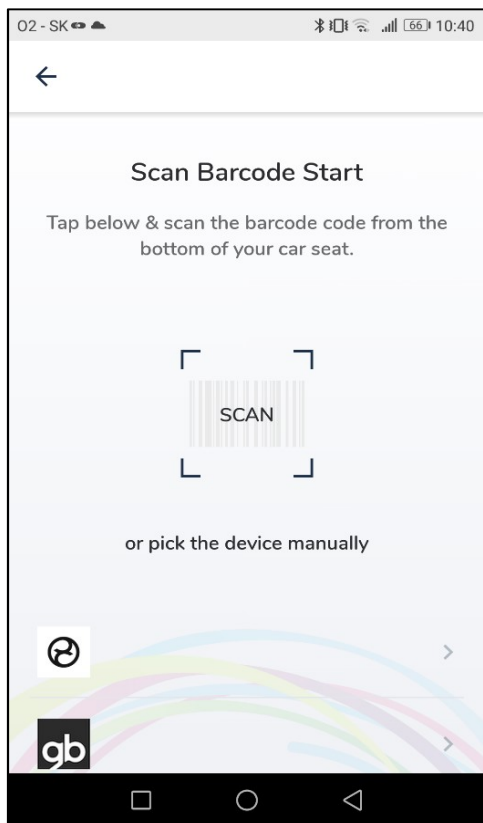 O2 - SK 66 10:40
Scan Barcode Start
Tap below & scan the barcode code from the
bottom of your car seat.
SCAN
or pick the device manually
gb